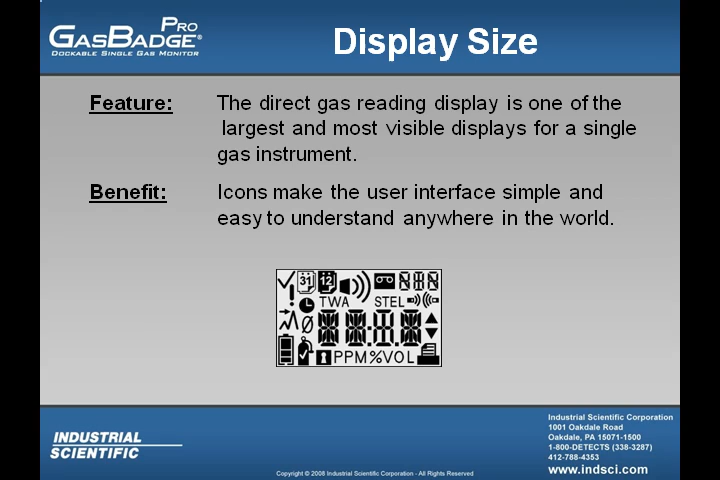 PRO
GASBADGE®
DOCKABLE SINGLE GAS MONITOR
Display Size
Feature: The direct gas reading display is one of the
largest and most visible displays for a single
gas instrument.
Benefit: Icons make the user interface simple and
easy to understand anywhere in the world.
31 12
TWA STEL
PPM%VOL
INDUSTRIAL
SCIENTIFIC
Industrial Scientific Corporation
1001 Oakdale Road
Oakdale, PA 15071-1500
1-800-DETECTS (338-3287)
412-788-4353
www.indsci.com
Copyright © 2008 Industrial Scientific Corporation - All Rights Reserved